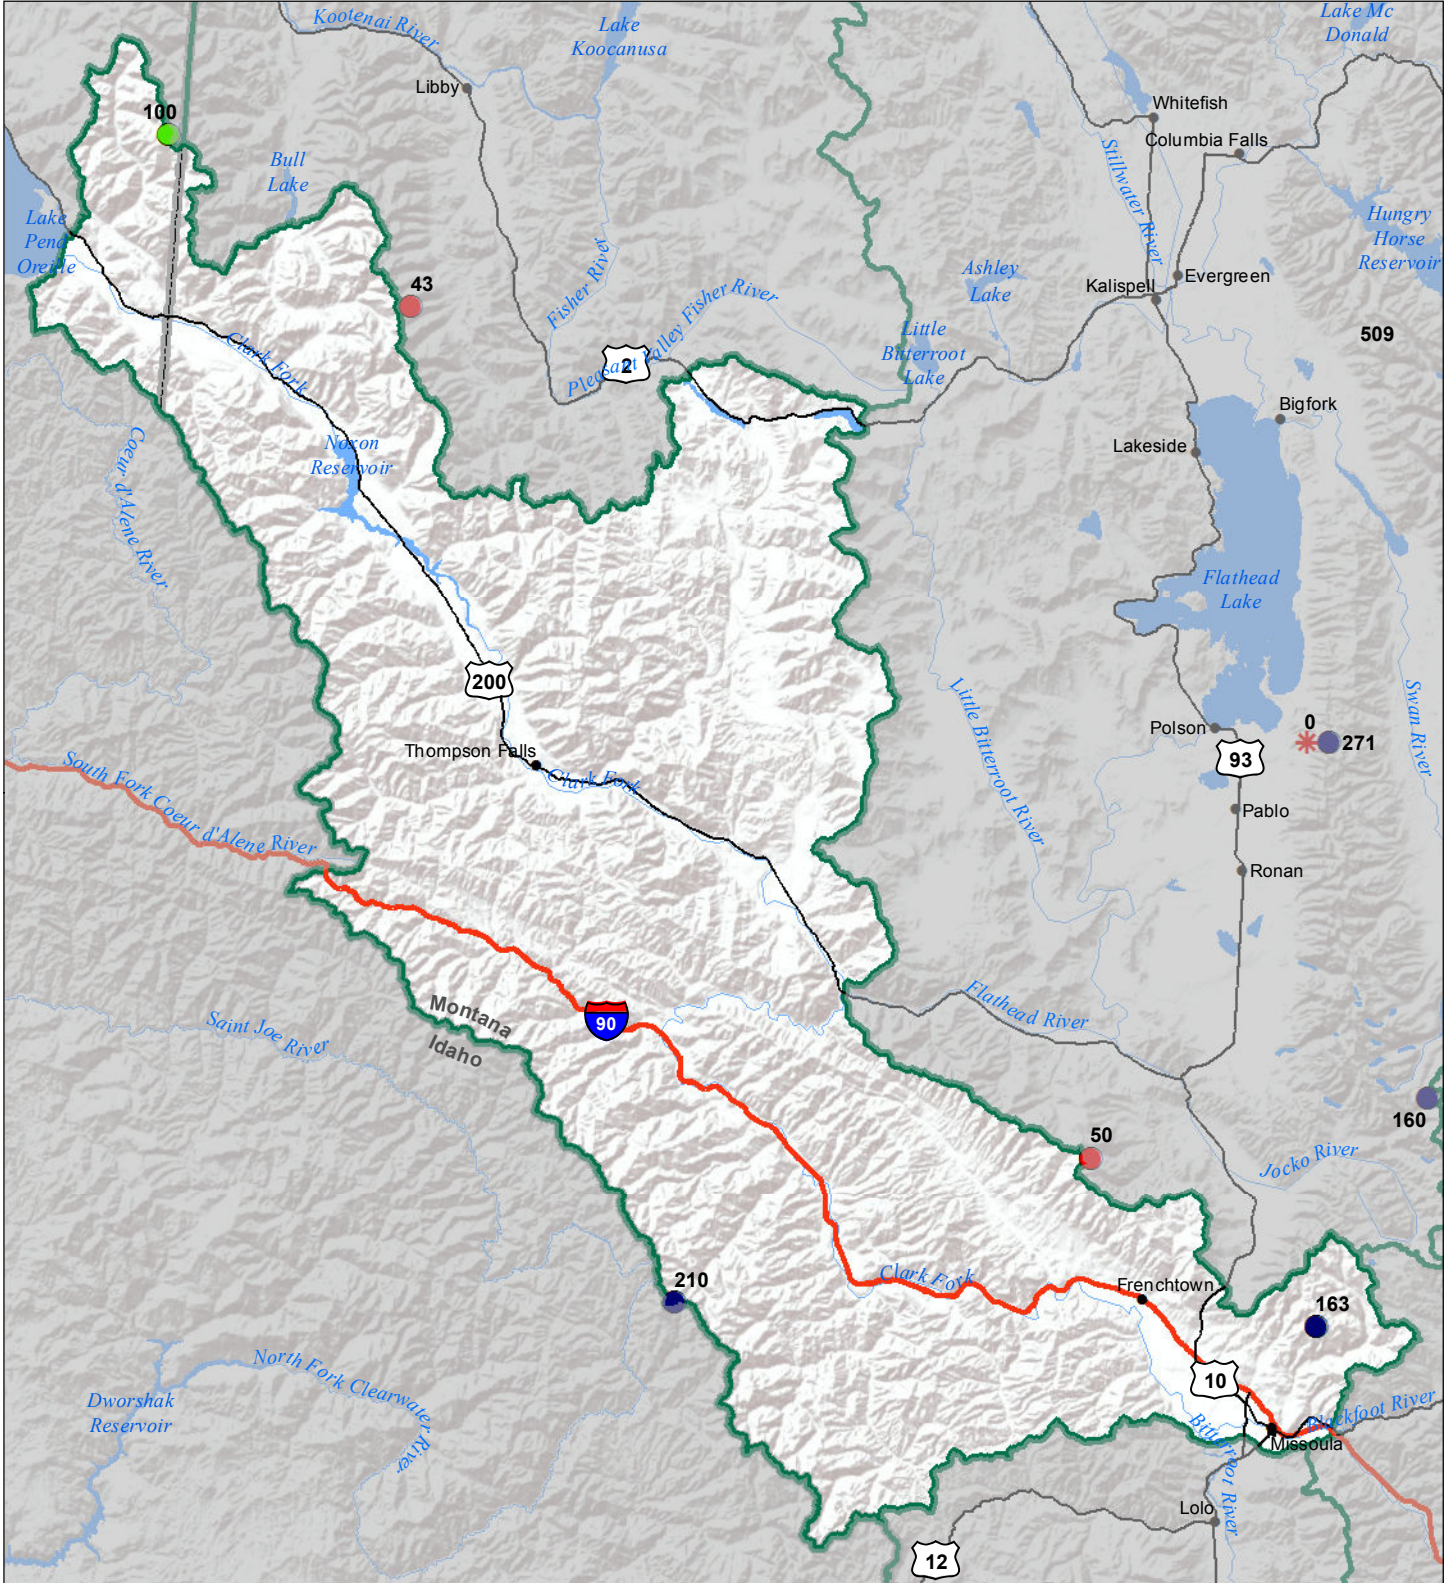 Kootenai River
Lake
Koocanusa
Lake Mc
Donald
Libby
Whitefish
100
Columbia Falls
Stillwater River
Bull
Lake
Lake
Pend
Oreille
Hungry
Horse
Reservoir
Fisher River
Ashley
Lake
Evergreen
Kalispell
43
Pleasant Valley Fisher River
Little
Bitterroot
Lake
509
Clark Fork
2
Bigfork
Coeur d'Alene River
Noxon
Reservoir
Lakeside
Flathead
Lake
200
Little Bitterroot River
Swan River
Polson
0
271
93
Thompson Falls
Clark Fork
South Fork Coeur d'Alene River
Pablo
Ronan
Flathead River
Montana
Idaho
90
Saint Joe River
160
50
Jocko River
210
Clark Fork
Frenchtown
163
North Fork Clearwater
River
Dworshak
Reservoir
10
Blackfoot River
Bitterroot River
Missoula
Lolo
12